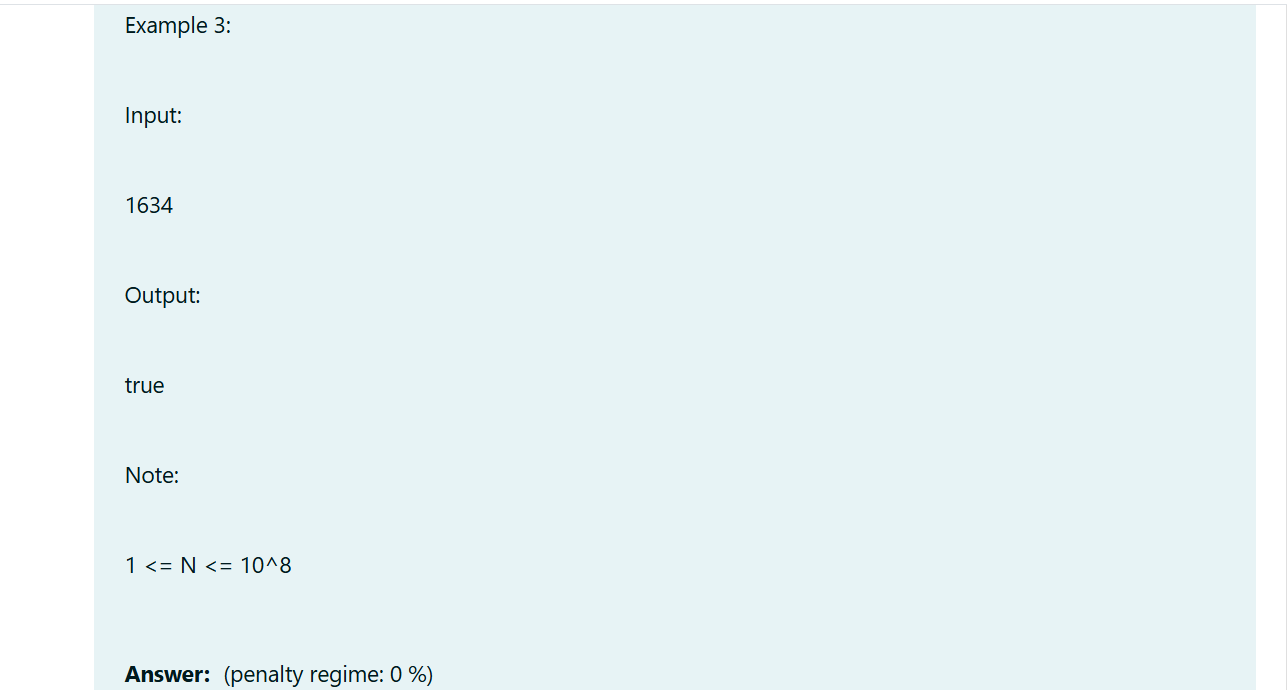 Example 3:
Input:
1634
Output:
true
Note:
1 <= N <= 10^8
Answer: (penalty regime: 0 %)